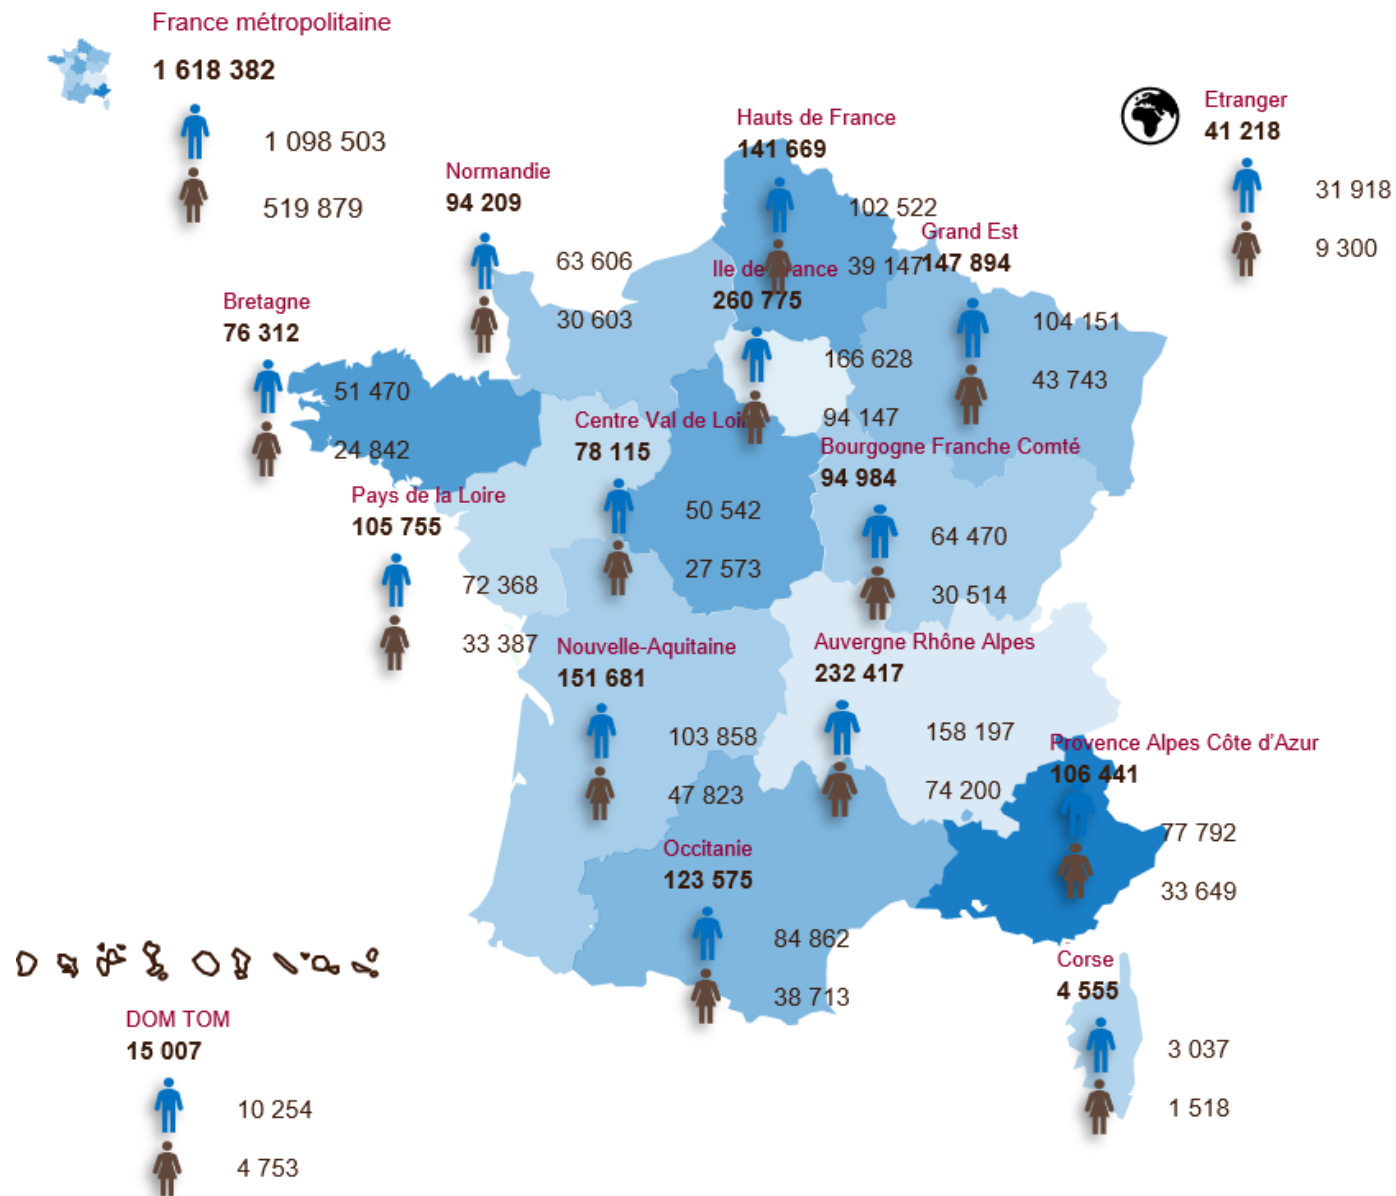 France métropolitaine
1 618 382
1 098 503
519 879
Etranger
41 218
31 918
9 300
Hauts de France
141 669
102 522
39 147
Normandie
94 209
63 606
30 603
Grand Est
147 894
104 151
43 743
Ile de France
260 775
166 628
94 147
Bretagne
76 312
51 470
24 842
Centre Val de Loire
78 115
50 542
27 573
Bourgogne Franche Comté
94 984
64 470
30 514
Pays de la Loire
105 755
72 368
33 387
Nouvelle-Aquitaine
151 681
103 858
47 823
Auvergne Rhône Alpes
232 417
158 197
74 200
Provence Alpes Côte d'Azur
106 441
77 792
33 649
Occitanie
123 575
84 862
38 713
Corse
4 555
3 037
1 518
DOM TOM
15 007
10 254
4 753